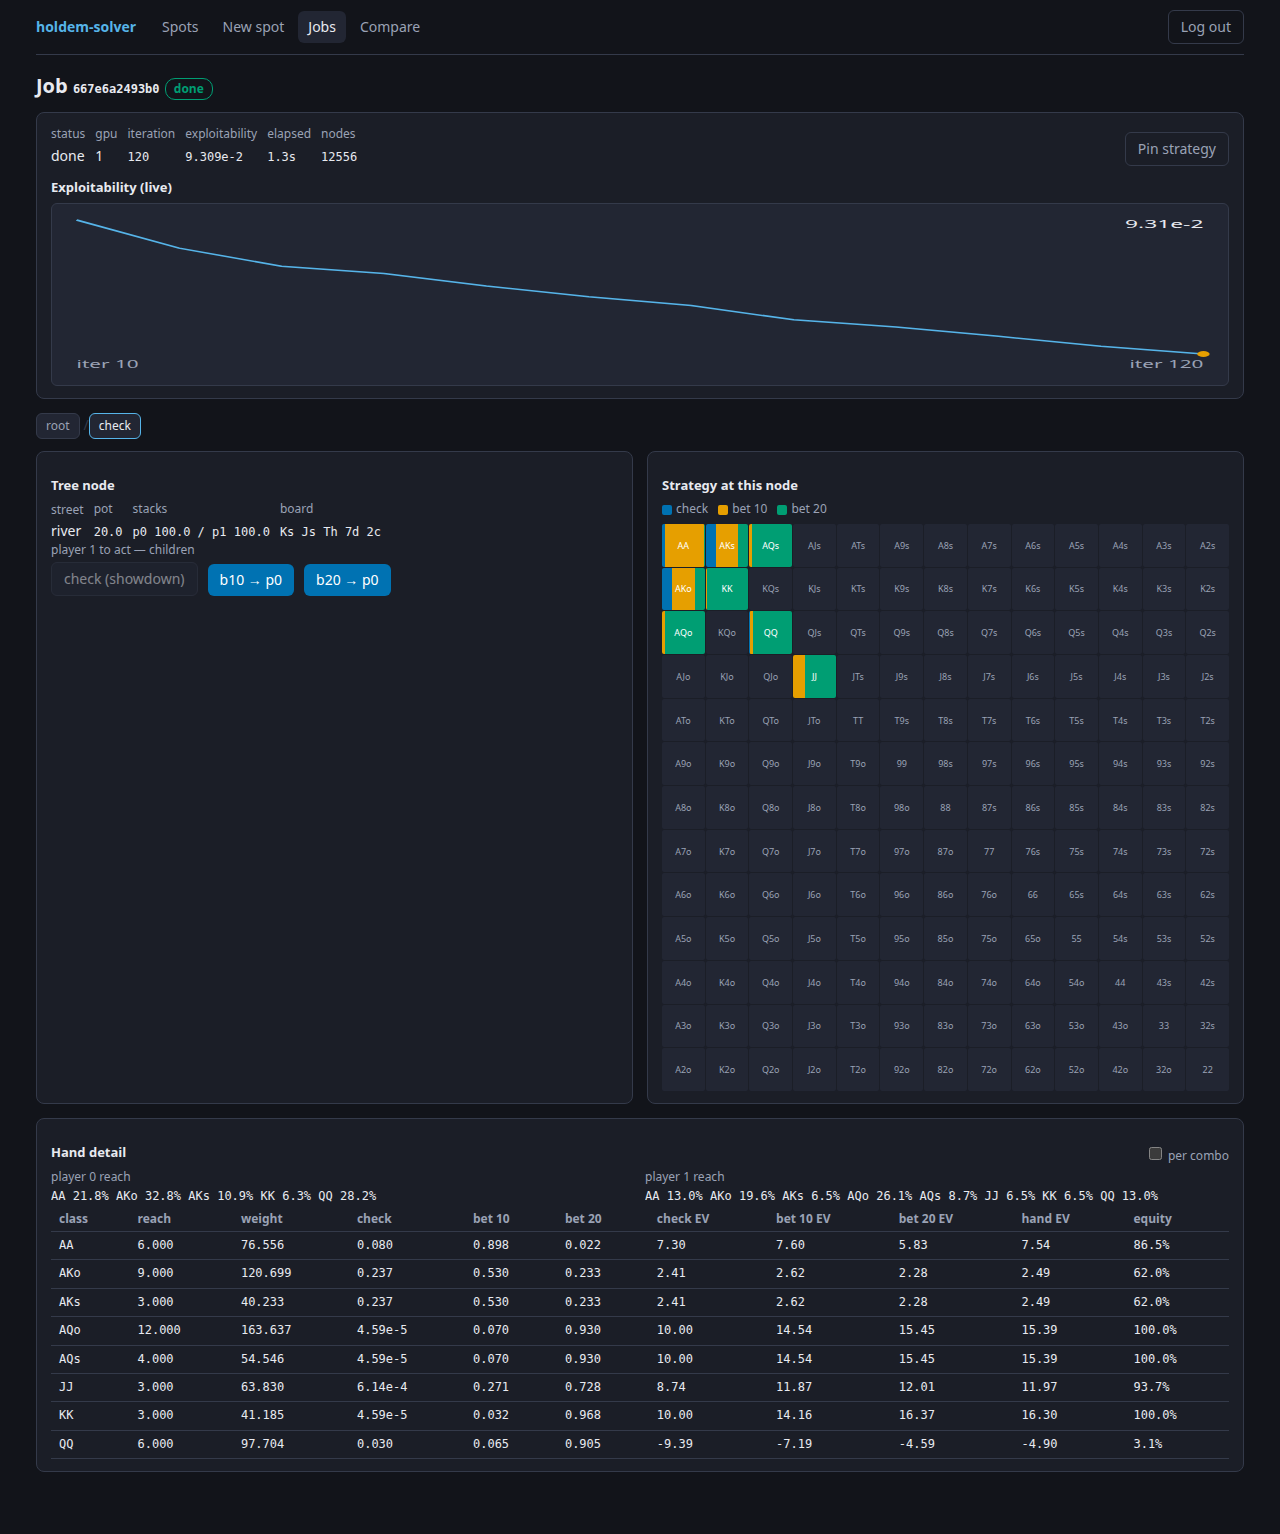 holdem-solver Spots New spot Jobs Compare Log out
Job 667e6a2493b0 done
status gpu iteration exploitability elapsed nodes
done 1 120 9.309e-2 1.3s 12556
Pin strategy
Exploitability (live)
9.31e-2
iter 10 iter 120
root / check
Tree node
street pot stacks board
river 20.0 p0 100.0 / p1 100.0 Ks Js Th 7d 2c
player 1 to act — children
check (showdown) b10 → p0 b20 → p0
Strategy at this node
check bet 10 bet 20
AA AKs AQs AJs ATs A9s A8s A7s A6s A5s A4s A3s A2s
AKo KK KQs KJs KTs K9s K8s K7s K6s K5s K4s K3s K2s
AQo KQo QQ QJs QTs Q9s Q8s Q7s Q6s Q5s Q4s Q3s Q2s
AJo KJo QJo JJ JTs J9s J8s J7s J6s J5s J4s J3s J2s
ATo KTo QTo JTo TT T9s T8s T7s T6s T5s T4s T3s T2s
A9o K9o Q9o J9o T9o 99 98s 97s 96s 95s 94s 93s 92s
A8o K8o Q8o J8o T8o 98o 88 87s 86s 85s 84s 83s 82s
A7o K7o Q7o J7o T7o 97o 87o 77 76s 75s 74s 73s 72s
A6o K6o Q6o J6o T6o 96o 86o 76o 66 65s 64s 63s 62s
A5o K5o Q5o J5o T5o 95o 85o 75o 65o 55 54s 53s 52s
A4o K4o Q4o J4o T4o 94o 84o 74o 64o 54o 44 43s 42s
A3o K3o Q3o J3o T3o 93o 83o 73o 63o 53o 43o 33 32s
A2o K2o Q2o J2o T2o 92o 82o 72o 62o 52o 42o 32o 22
Hand detail per combo
player 0 reach player 1 reach
AA 21.8% AKo 32.8% AKs 10.9% KK 6.3% QQ 28.2% AA 13.0% AKo 19.6% AKs 6.5% AQo 26.1% AQs 8.7% JJ 6.5% KK 6.5% QQ 13.0%
class reach weight check bet 10 bet 20 check EV bet 10 EV bet 20 EV hand EV equity
AA 6.000 76.556 0.080 0.898 0.022 7.30 7.60 5.83 7.54 86.5%
AKo 9.000 120.699 0.237 0.530 0.233 2.41 2.62 2.28 2.49 62.0%
AKs 3.000 40.233 0.237 0.530 0.233 2.41 2.62 2.28 2.49 62.0%
AQo 12.000 163.637 4.59e-5 0.070 0.930 10.00 14.54 15.45 15.39 100.0%
AQs 4.000 54.546 4.59e-5 0.070 0.930 10.00 14.54 15.45 15.39 100.0%
JJ 3.000 63.830 6.14e-4 0.271 0.728 8.74 11.87 12.01 11.97 93.7%
KK 3.000 41.185 4.59e-5 0.032 0.968 10.00 14.16 16.37 16.30 100.0%
QQ 6.000 97.704 0.030 0.065 0.905 -9.39 -7.19 -4.59 -4.90 3.1%